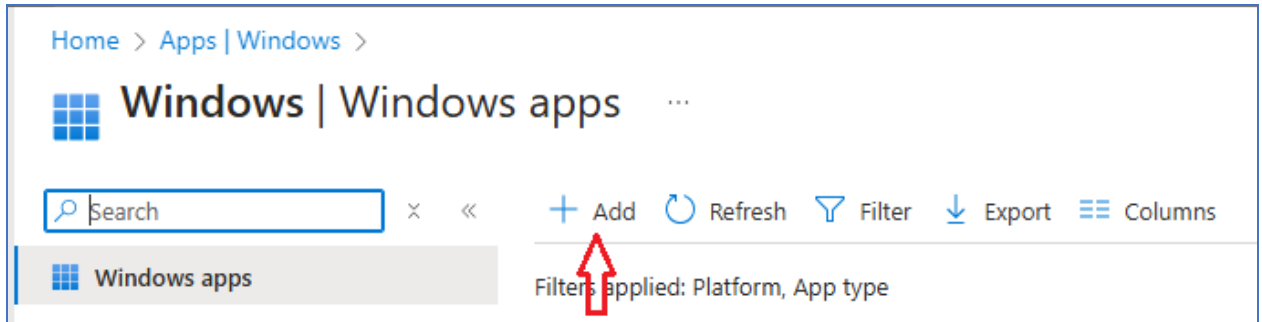 Home > Apps | Windows >
Windows | Windows apps ...
Search
Add Refresh Filter Export Columns
Windows apps
Filters applied: Platform, App type